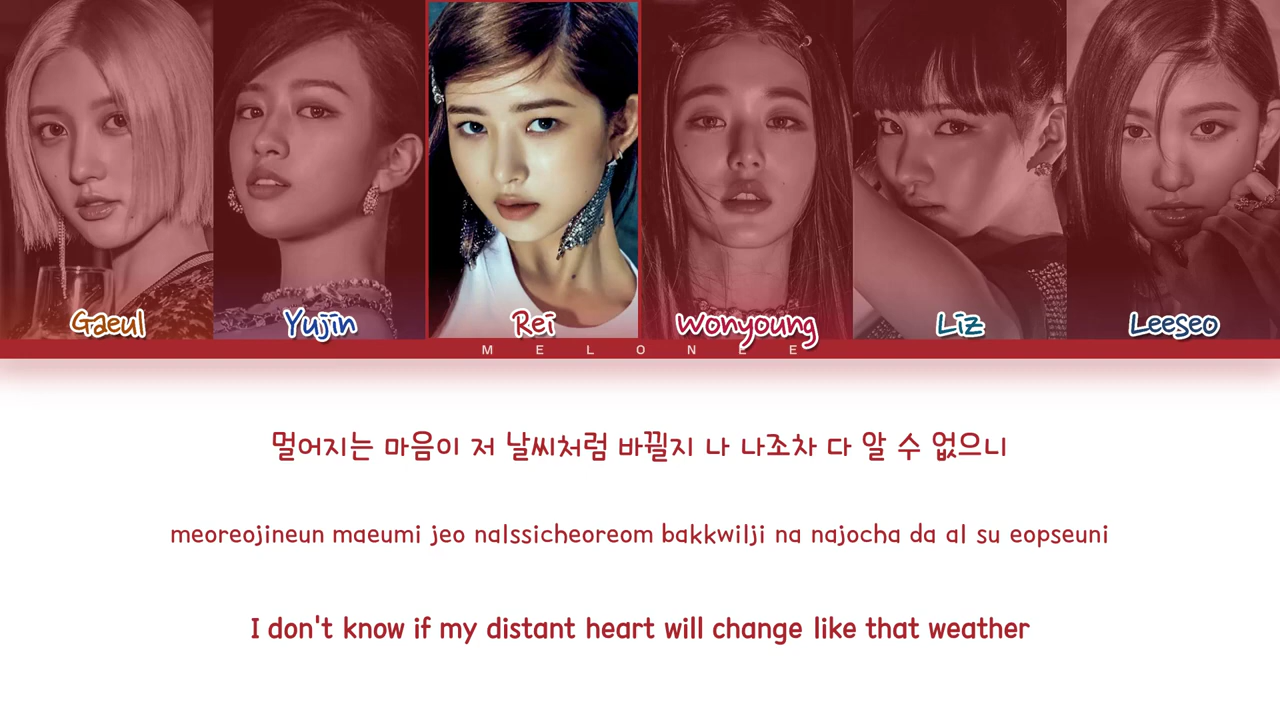 Gaeul Yujin Rei Wonyoung Liz Leeseo
MELONEE
멀어지는 마음이 저 날씨처럼 바뀔지 나 나조차 다 알 수 없으니
meoreojineun maeumi jeo nalssicheoreom bakkwilji na najocha da al su eopseuni
I don't know if my distant heart will change like that weather